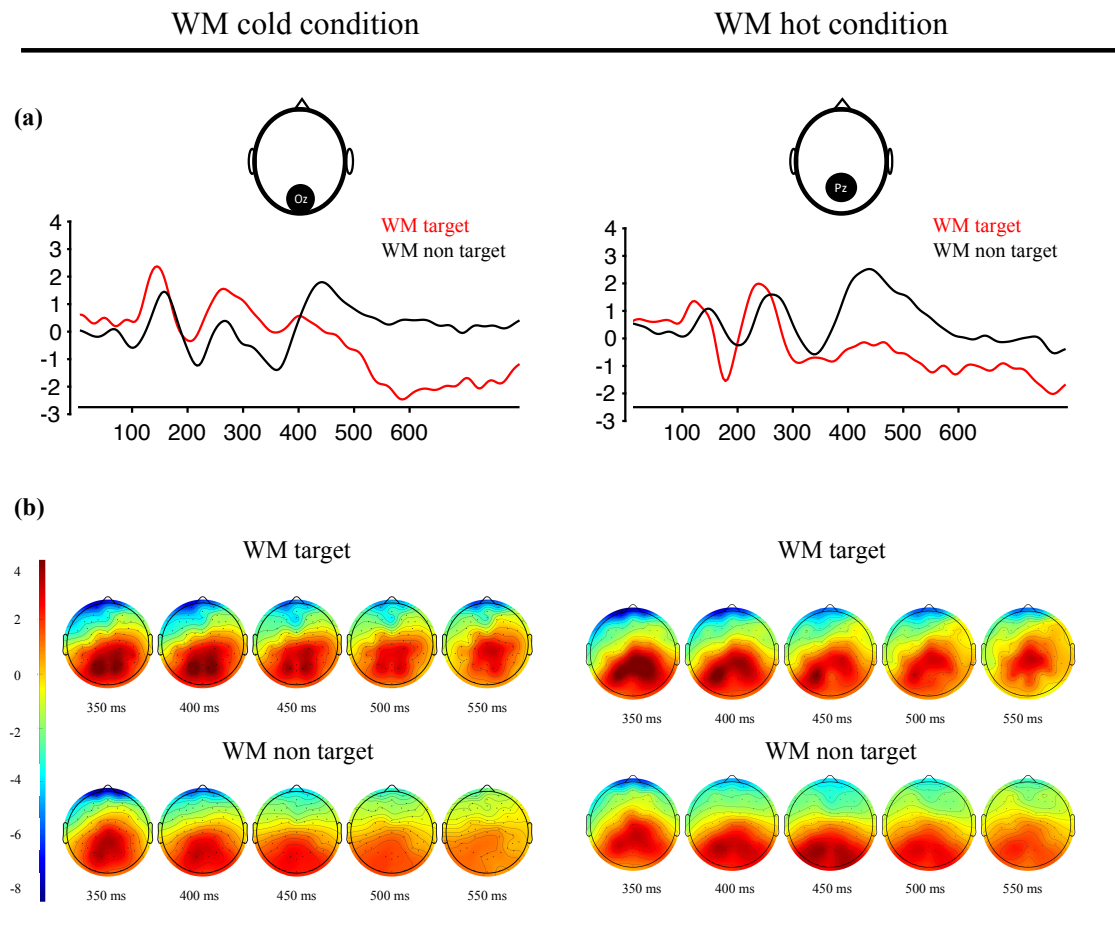 WM cold condition
WM hot condition
(a)
Oz
Pz
WM target
WM non target
4
3
2
1
0
-1
-2
-3
100 200 300 400 500 600
WM target
WM non target
4
3
2
1
0
-1
-2
-3
100 200 300 400 500 600
(b)
WM target
4
2
0
-2
-4
-6
-8
350 ms 400 ms 450 ms 500 ms 550 ms
WM non target
350 ms 400 ms 450 ms 500 ms 550 ms
WM target
350 ms 400 ms 450 ms 500 ms 550 ms
WM non target
350 ms 400 ms 450 ms 500 ms 550 ms